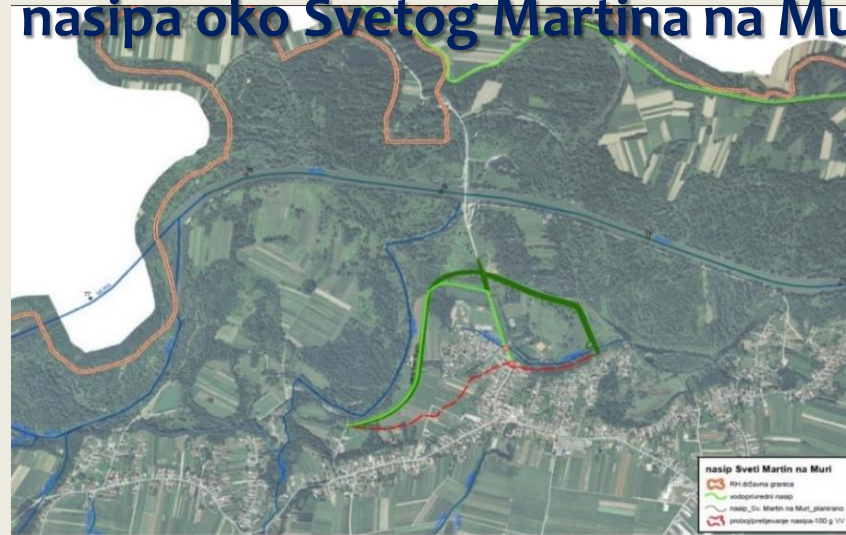 nasipa oko Svetog Martina na Mu
MURA
nasip Sveti Martin na Muri
RH državna granica
vodoprivredni nasip
nasip_Sv. Martin na Muri_planirano
proboj/prelijevanje nasipa-100 g VV